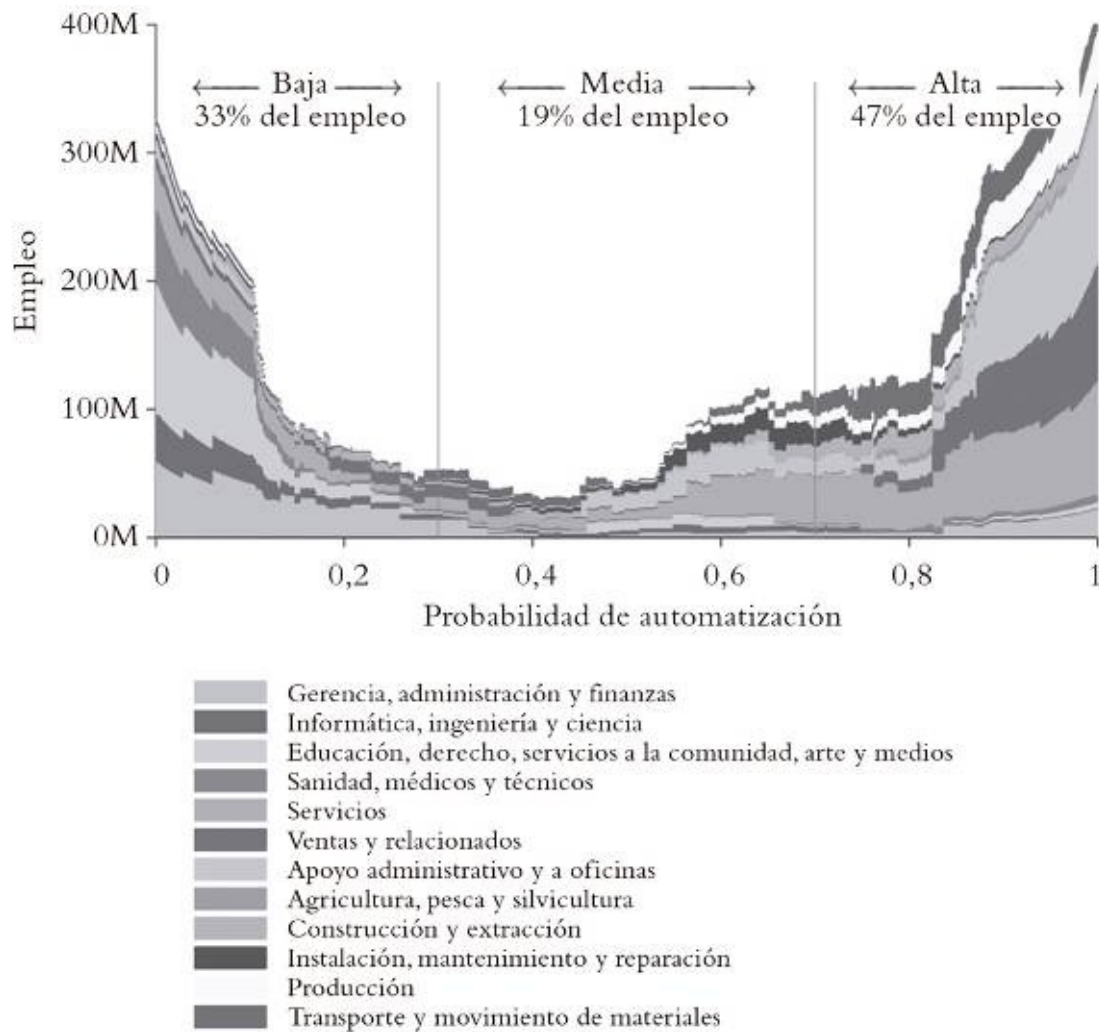 400M
300M
200M
100M
0M
Empleo
Baja
33% del empleo
Media
19% del empleo
Alta
47% del empleo
0
0,2
0,4
0,6
0,8
1
Probabilidad de automatización
Gerencia, administración y finanzas
Informática, ingeniería y ciencia
Educación, derecho, servicios a la comunidad, arte y medios
Sanidad, médicos y técnicos
Servicios
Ventas y relacionados
Apoyo administrativo y a oficinas
Agricultura, pesca y silvicultura
Construcción y extracción
Instalación, mantenimiento y reparación
Producción
Transporte y movimiento de materiales